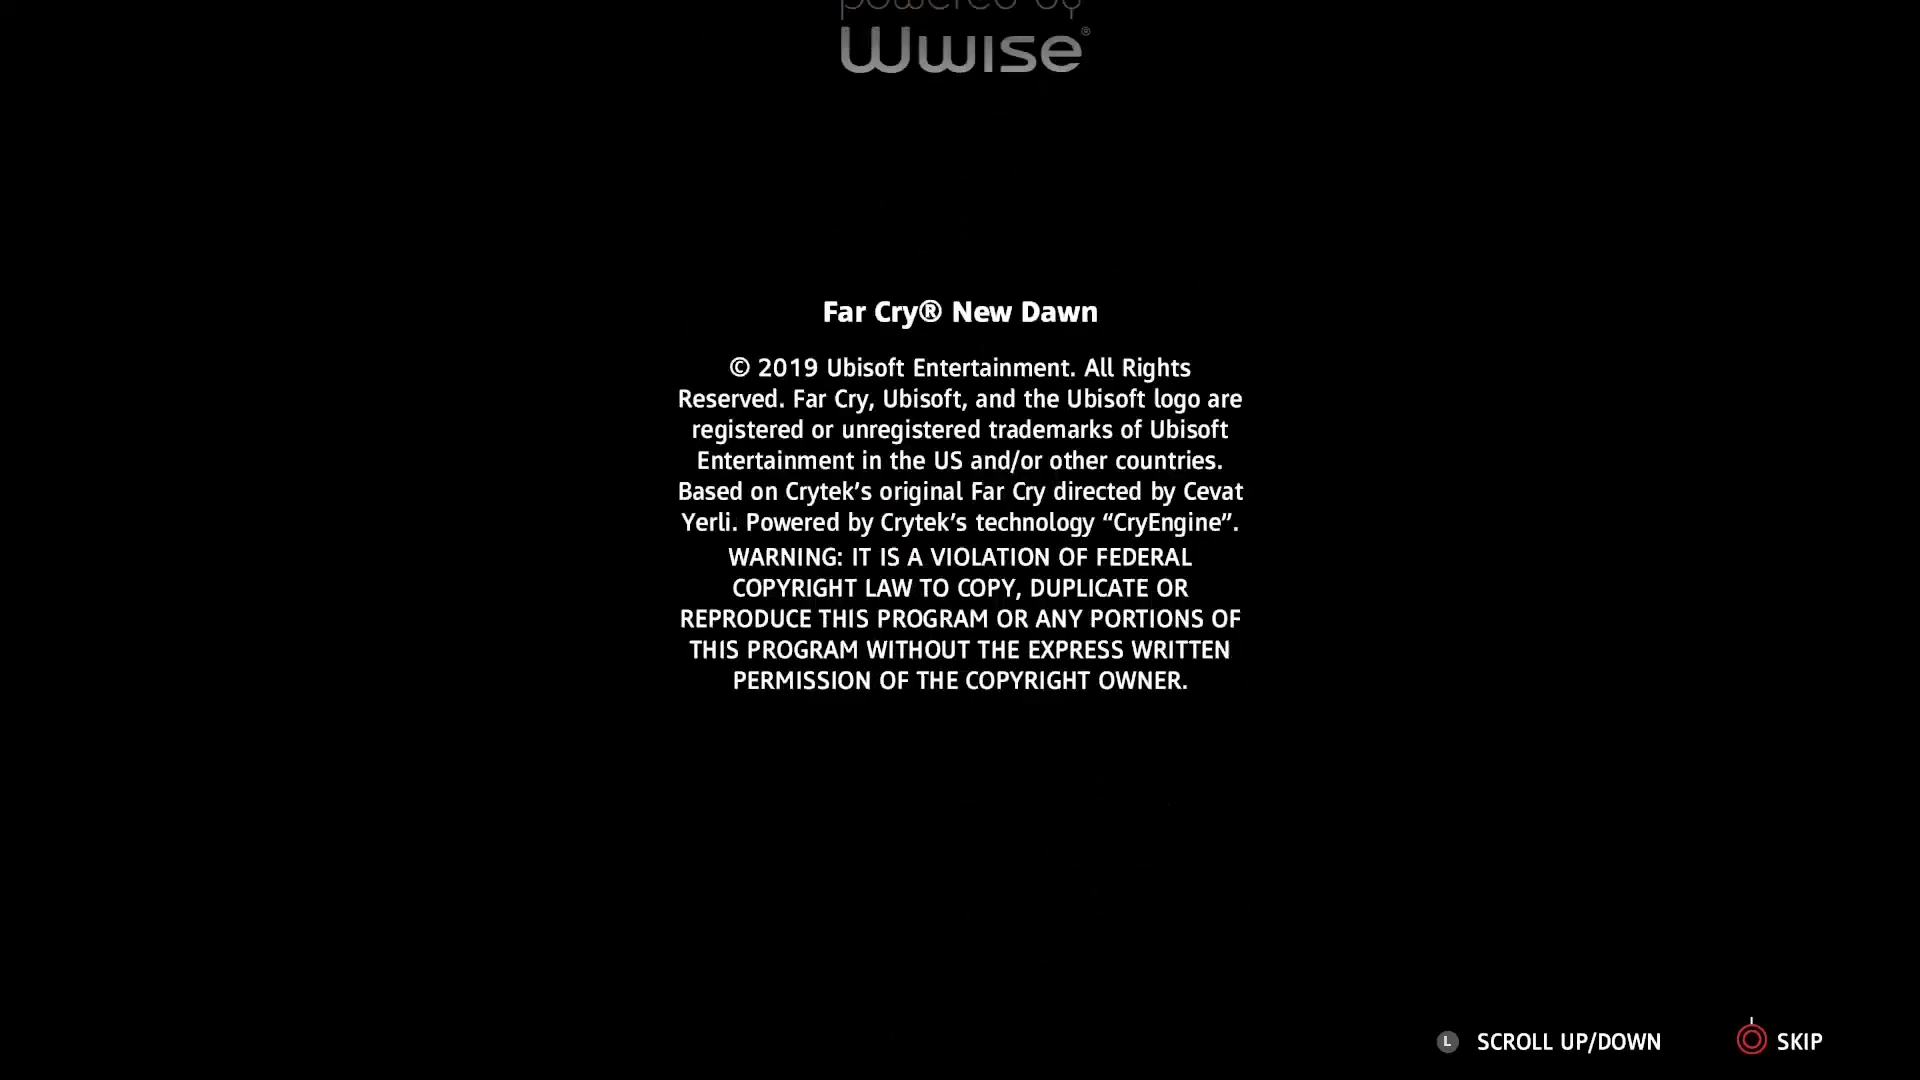 powered by
Wwise®
Far Cry® New Dawn
© 2019 Ubisoft Entertainment. All Rights
Reserved. Far Cry, Ubisoft, and the Ubisoft logo are
registered or unregistered trademarks of Ubisoft
Entertainment in the US and/or other countries.
Based on Crytek’s original Far Cry directed by Cevat
Yerli. Powered by Crytek’s technology “CryEngine”.
WARNING: IT IS A VIOLATION OF FEDERAL
COPYRIGHT LAW TO COPY, DUPLICATE OR
REPRODUCE THIS PROGRAM OR ANY PORTIONS OF
THIS PROGRAM WITHOUT THE EXPRESS WRITTEN
PERMISSION OF THE COPYRIGHT OWNER.
L SCROLL UP/DOWN SKIP